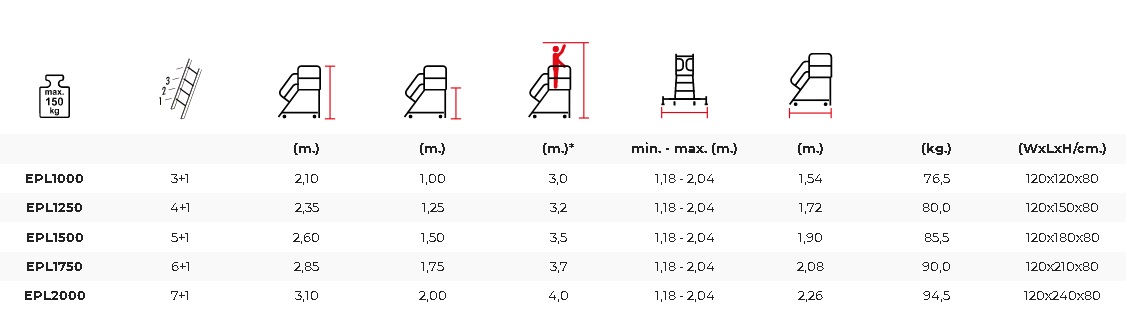 max.
150
kg
3
2
1
(m.) (m.) (m.)* min. - max. (m.) (m.) (kg.) (WxLxH/cm.)
EPL1000 3+1 2,10 1,00 3,0 1,18 - 2,04 1,54 76,5 120x120x80
EPL1250 4+1 2,35 1,25 3,2 1,18 - 2,04 1,72 80,0 120x150x80
EPL1500 5+1 2,60 1,50 3,5 1,18 - 2,04 1,90 85,5 120x180x80
EPL1750 6+1 2,85 1,75 3,7 1,18 - 2,04 2,08 90,0 120x210x80
EPL2000 7+1 3,10 2,00 4,0 1,18 - 2,04 2,26 94,5 120x240x80